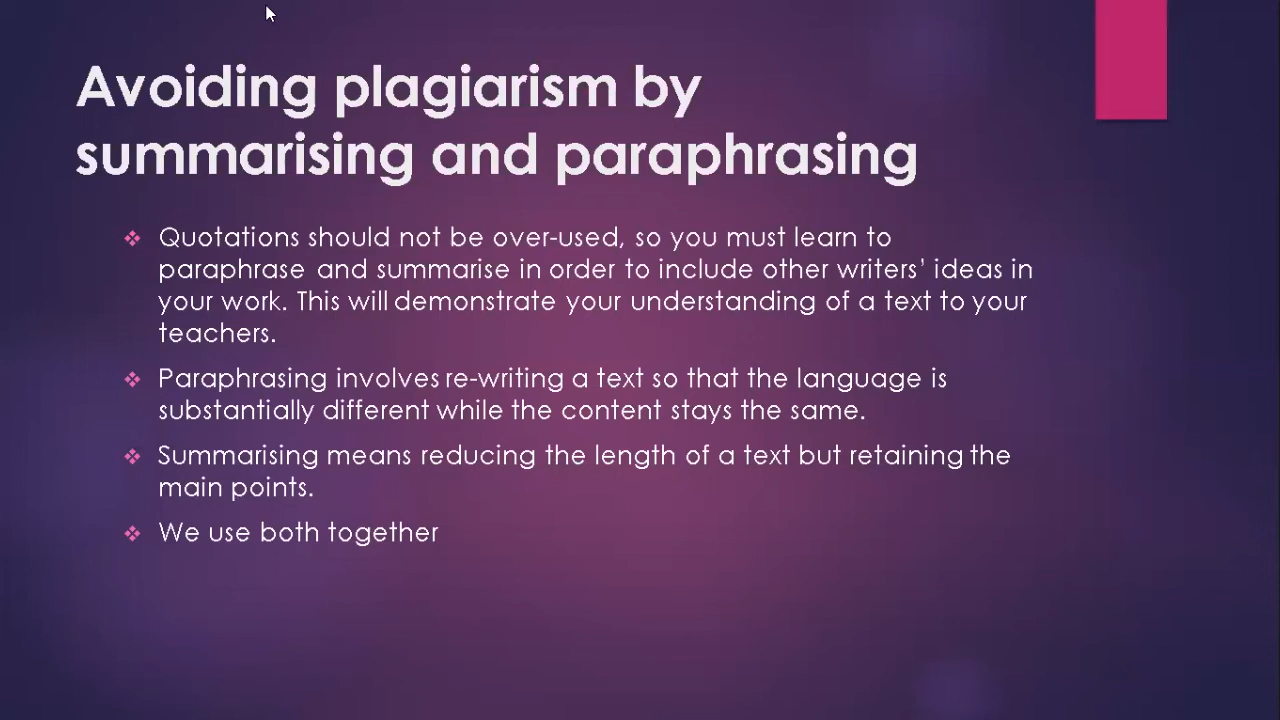 Avoiding plagiarism by
summarising and paraphrasing
Quotations should not be over-used, so you must learn to
paraphrase and summarise in order to include other writers’ ideas in
your work. This will demonstrate your understanding of a text to your
teachers.
Paraphrasing involves re-writing a text so that the language is
substantially different while the content stays the same.
Summarising means reducing the length of a text but retaining the
main points.
We use both together